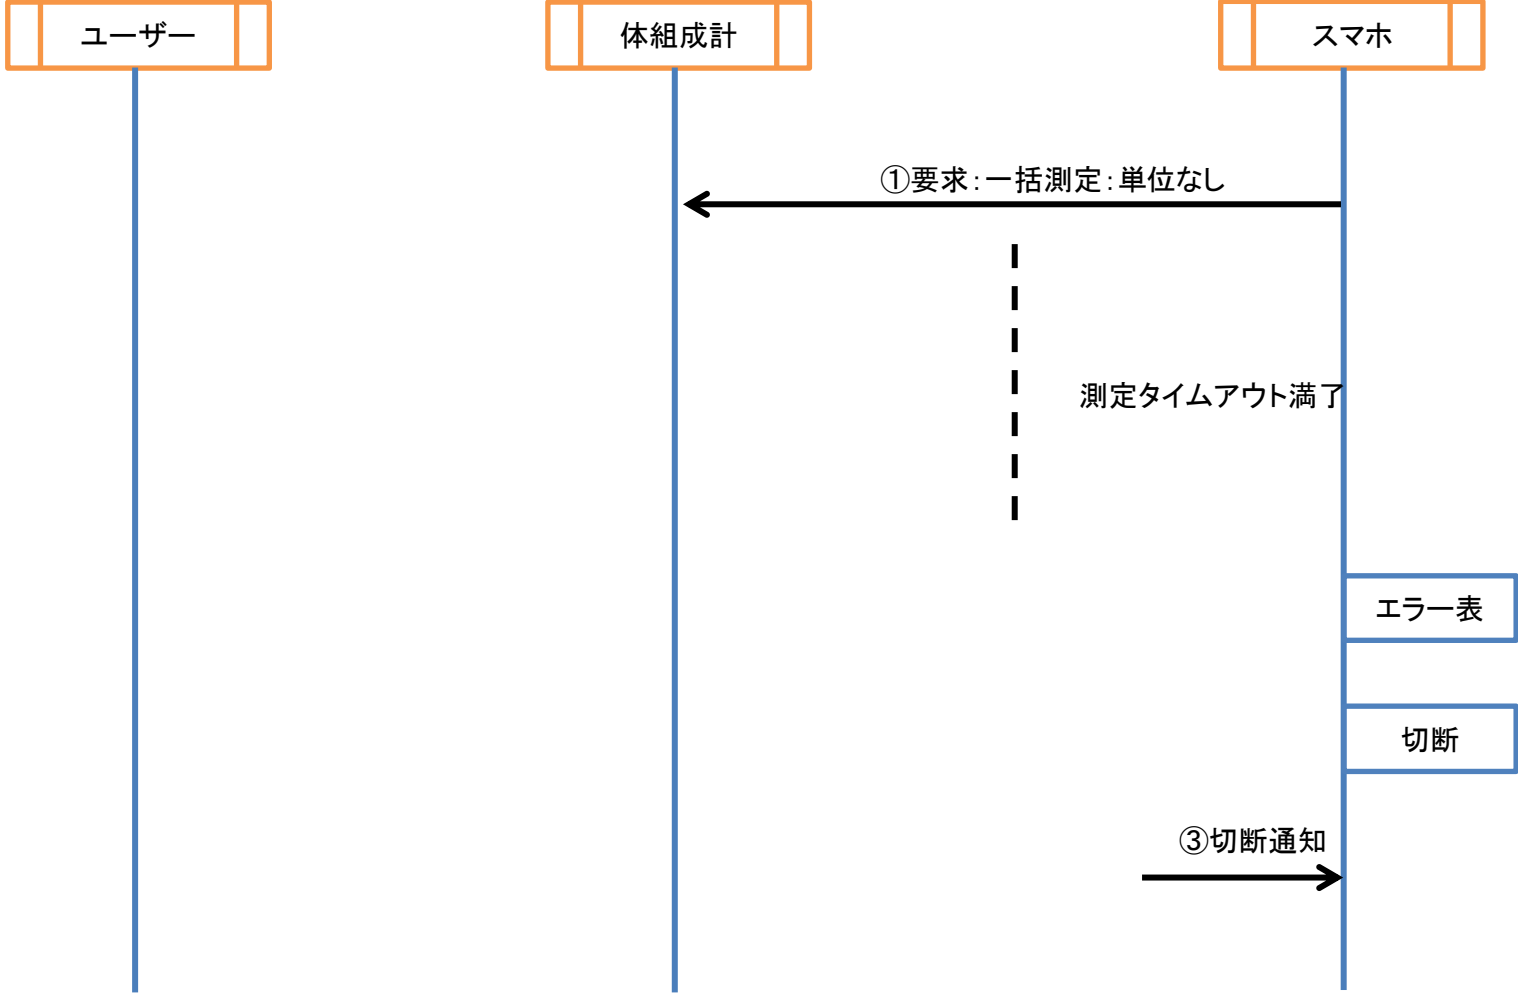 ユーザー
体組成計
スマホ
①要求：一括測定：単位なし
測定タイムアウト満了
エラー表
切断
③切断通知